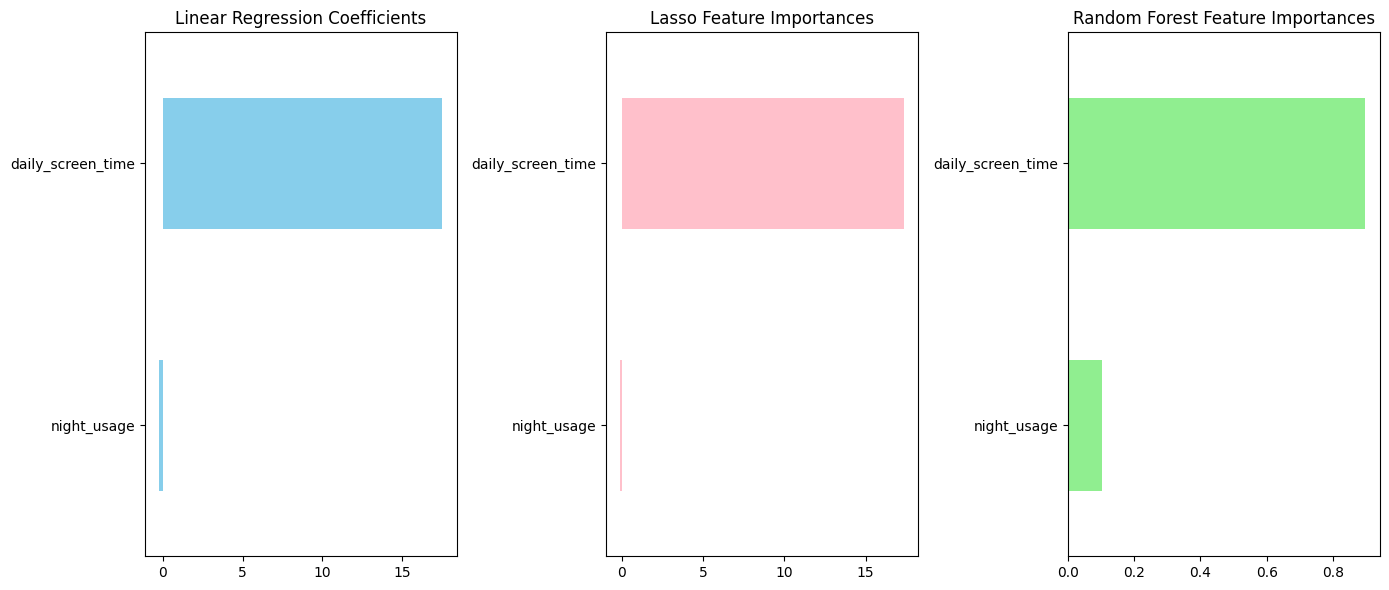 Linear Regression Coefficients
daily_screen_time
night_usage
0 5 10 15
Lasso Feature Importances
daily_screen_time
night_usage
0 5 10 15
Random Forest Feature Importances
daily_screen_time
night_usage
0.0 0.2 0.4 0.6 0.8